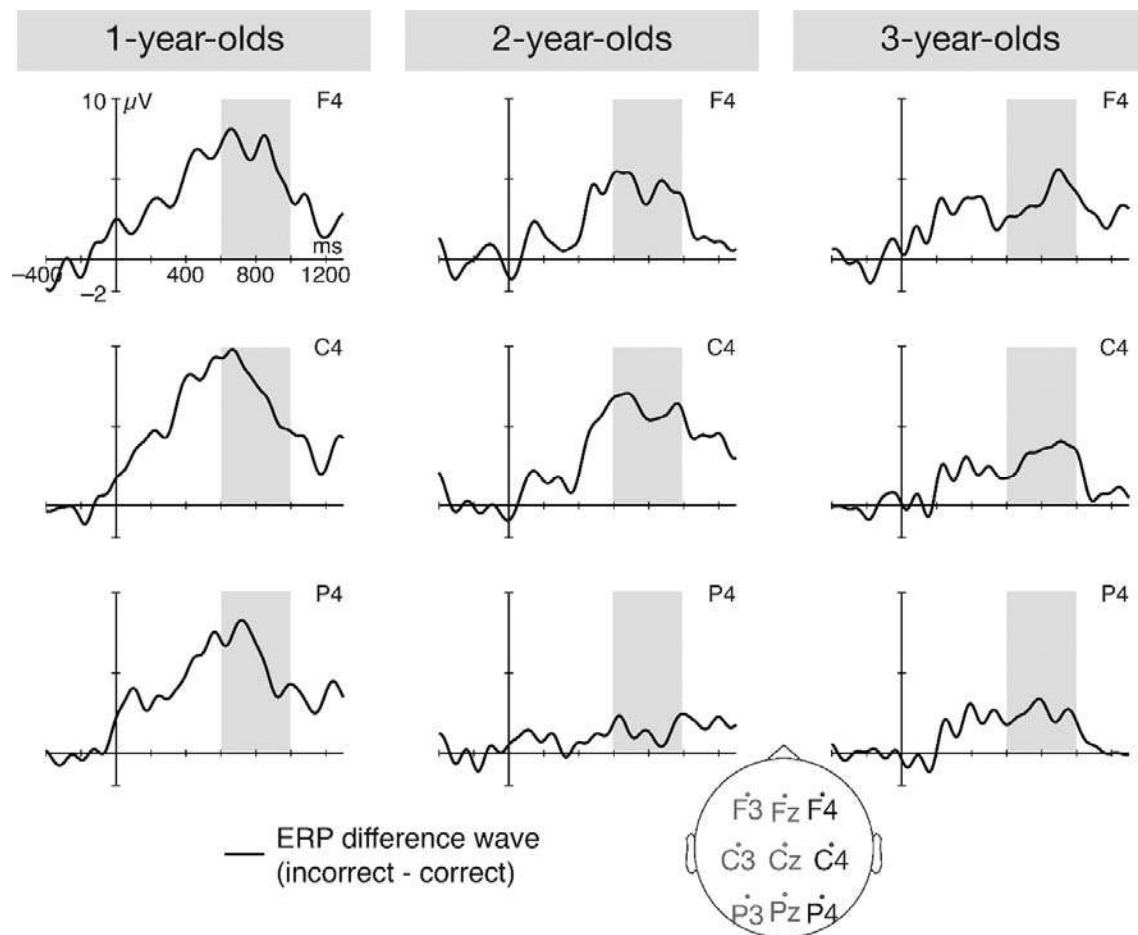 1-year-olds
2-year-olds
3-year-olds
10 µV F4
F4
F4
ms
–400 400 800 1200
–2
C4
C4
C4
P4
P4
P4
F3 Fz F4
C3 Cz C4
P3 Pz P4
ERP difference wave
(incorrect - correct)